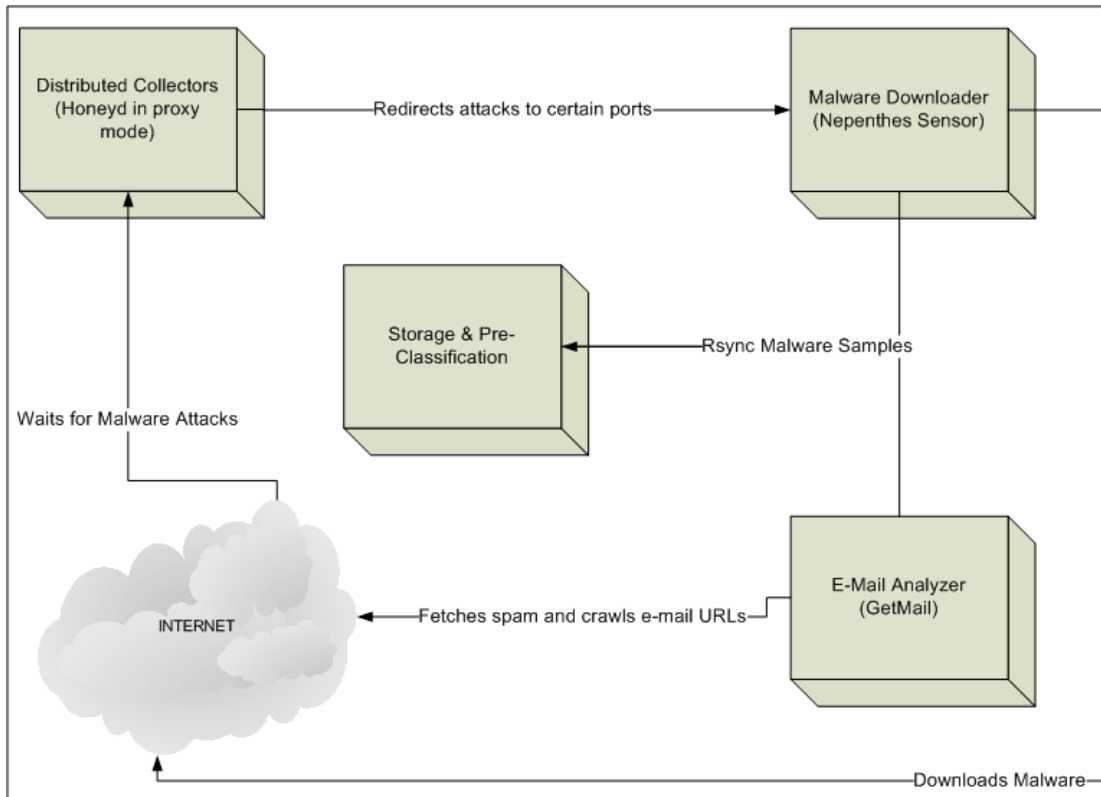 Distributed Collectors
(Honeyd in proxy
mode)
Redirects attacks to certain ports
Malware Downloader
(Nepenthes Sensor)
Storage & Pre-
Classification
Rsync Malware Samples
Waits for Malware Attacks
INTERNET
Fetches spam and crawls e-mail URLs
E-Mail Analyzer
(GetMail)
Downloads Malware